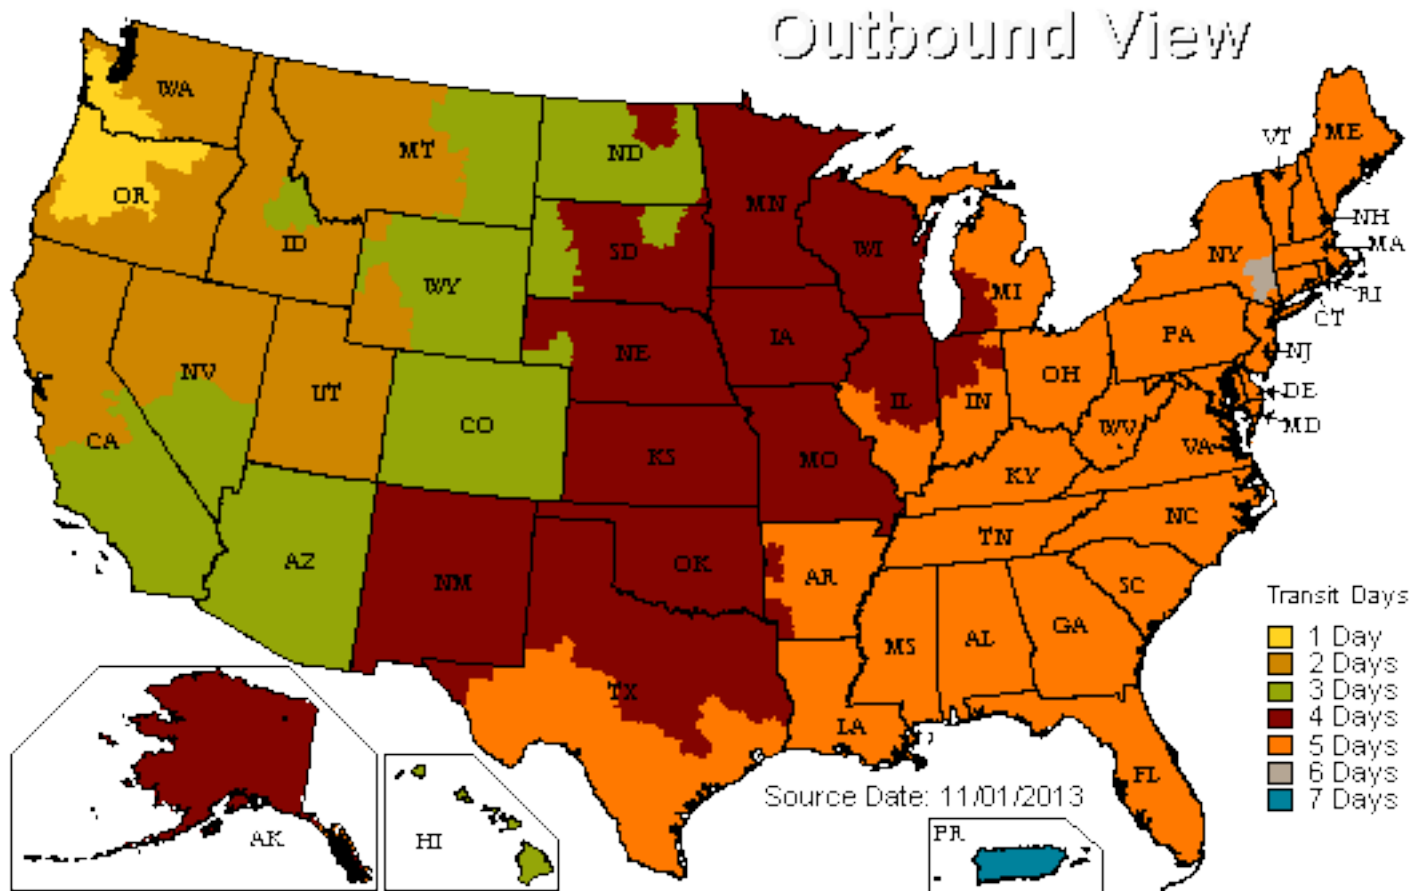 Outbound View
WA
MT
ND
MN
ME
VT
OR
ID
WY
SD
WI
MI
NY
NH
MA
RI
CT
NV
UT
CO
NE
IA
IL
IN
OH
PA
NJ
DE
MD
CA
AZ
NM
KS
MO
KY
WV
VA
OK
AR
TN
NC
SC
TX
LA
MS
AL
GA
FL
AK
HI
PR
Source Date: 11/01/2013
Transit Days
1 Day
2 Days
3 Days
4 Days
5 Days
6 Days
7 Days